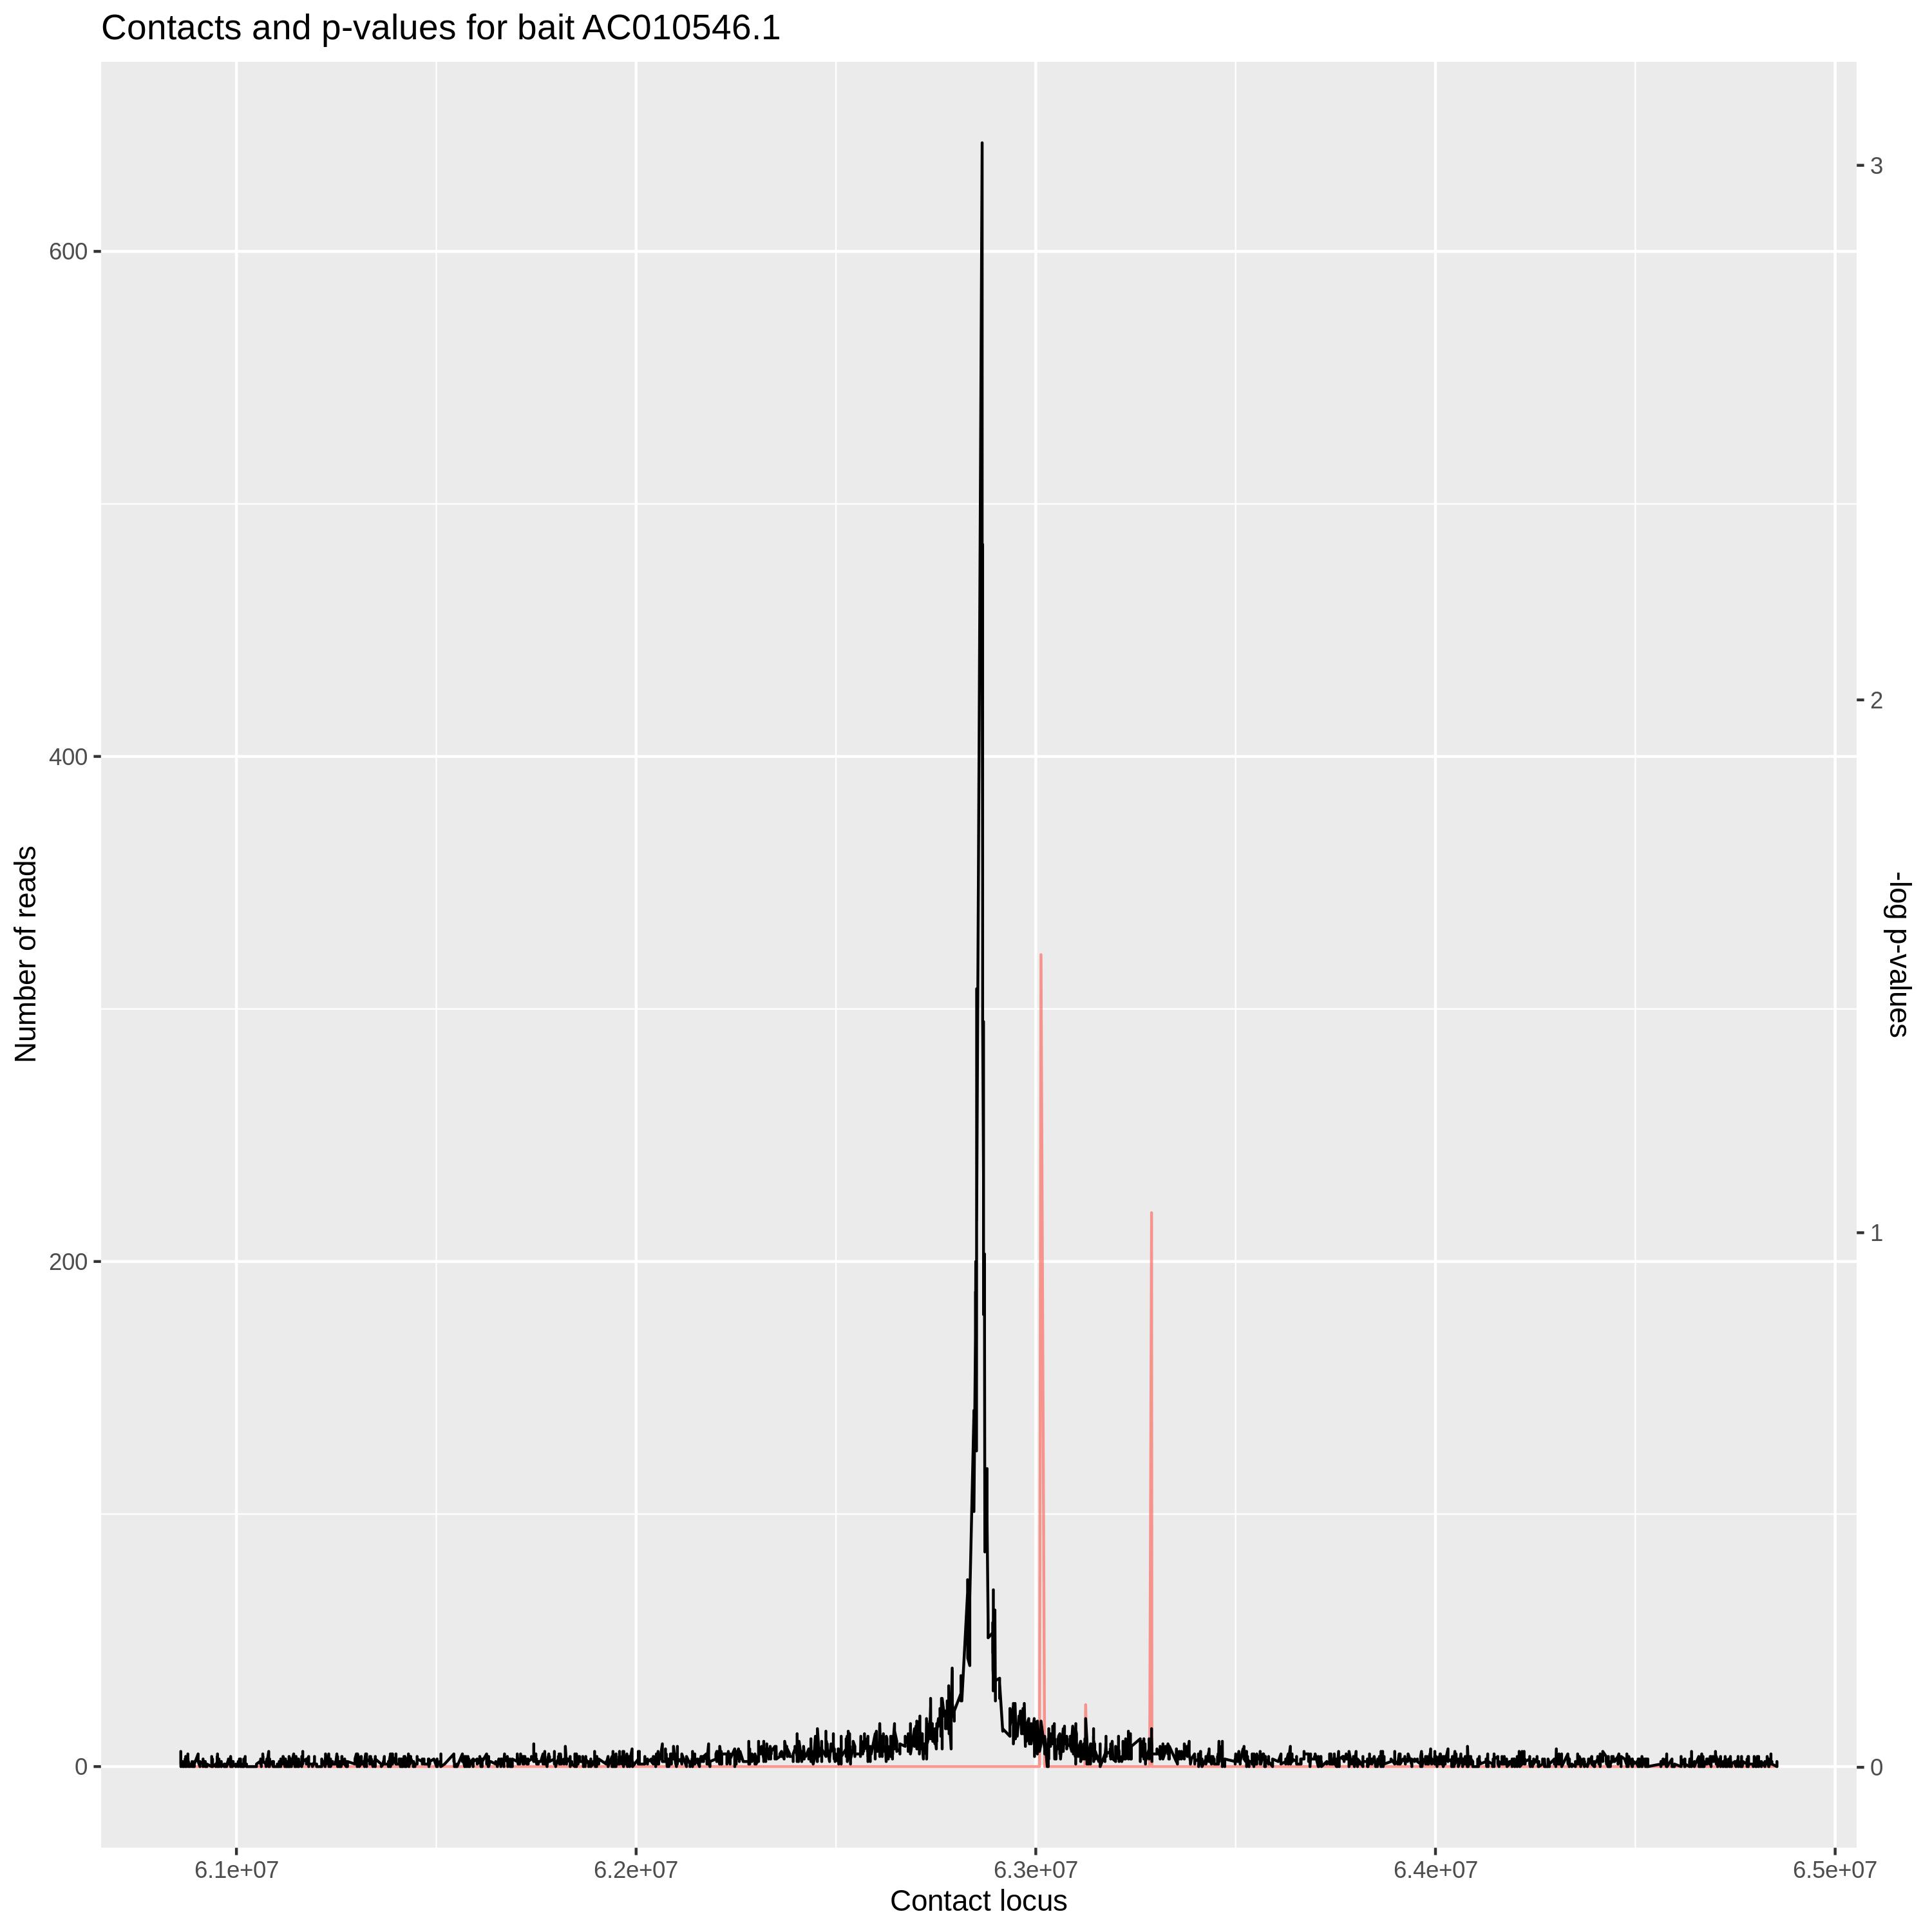 Contacts and p-values for bait AC010546.1
600
400
200
0
Number of reads
3
2
1
0
-log p-values
6.1e+07
6.2e+07
6.3e+07
6.4e+07
6.5e+07
Contact locus